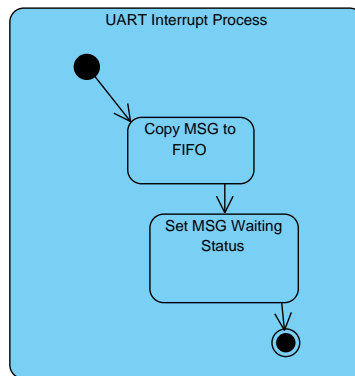 UART Interrupt Process
Copy MSG to
FIFO
Set MSG Waiting
Status